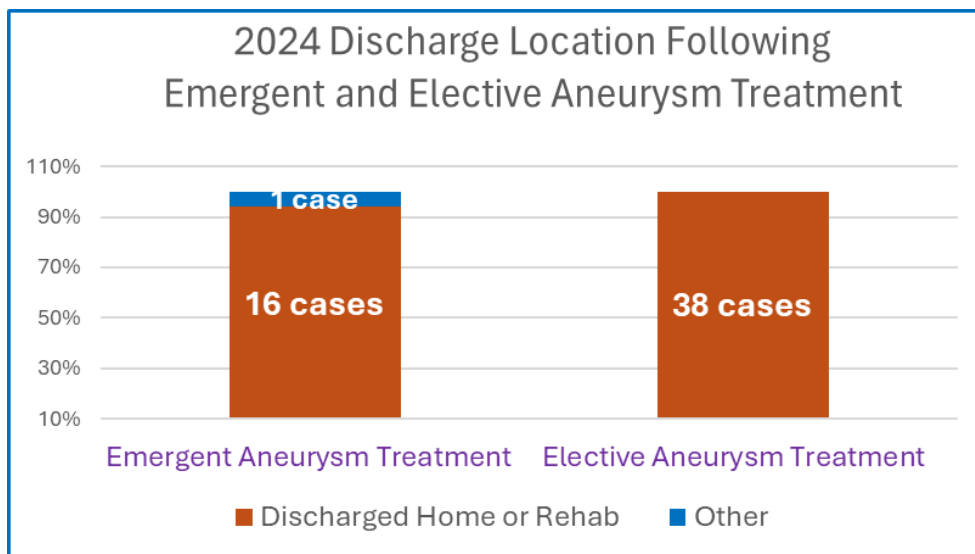 2024 Discharge Location Following
Emergent and Elective Aneurysm Treatment
110%
90%
70%
50%
30%
10%
1 case
16 cases
38 cases
Emergent Aneurysm Treatment
Elective Aneurysm Treatment
Discharged Home or Rehab
Other